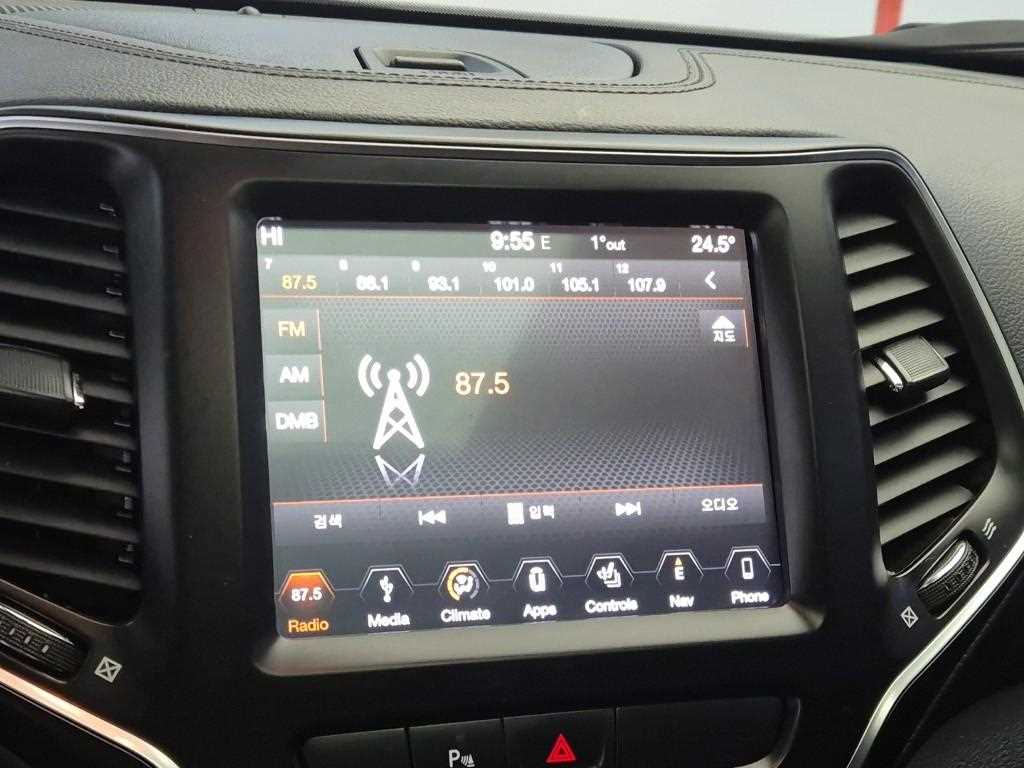 HI 9:55 E 1°out 24.5°
7 8 9 10 11 12
87.5 88.1 93.1 101.0 105.1 107.9
FM
지도
AM
87.5
DMB
검색 입력 오디오
87.5 E
Radio Media Climate Apps Controls Nav Phone
P